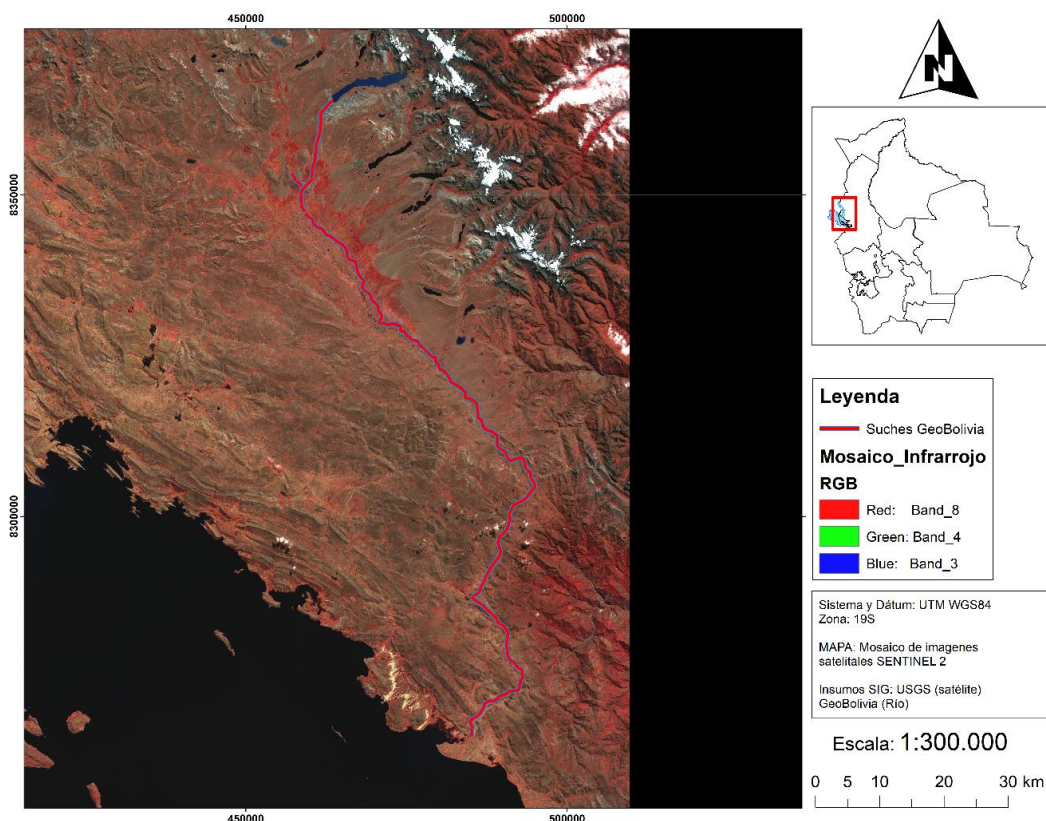 450000 500000
N
8350000
8300000
Leyenda
Suches GeoBolivia
Mosaico_Infrarrojo
RGB
Red: Band_8
Green: Band_4
Blue: Band_3
Sistema y Dátum: UTM WGS84
Zona: 19S
MAPA: Mosaico de imagenes
satelitales SENTINEL 2
Insumos SIG: USGS (satélite)
GeoBolivia (Río)
Escala: 1:300.000
0 5 10 20 30 km
450000 500000